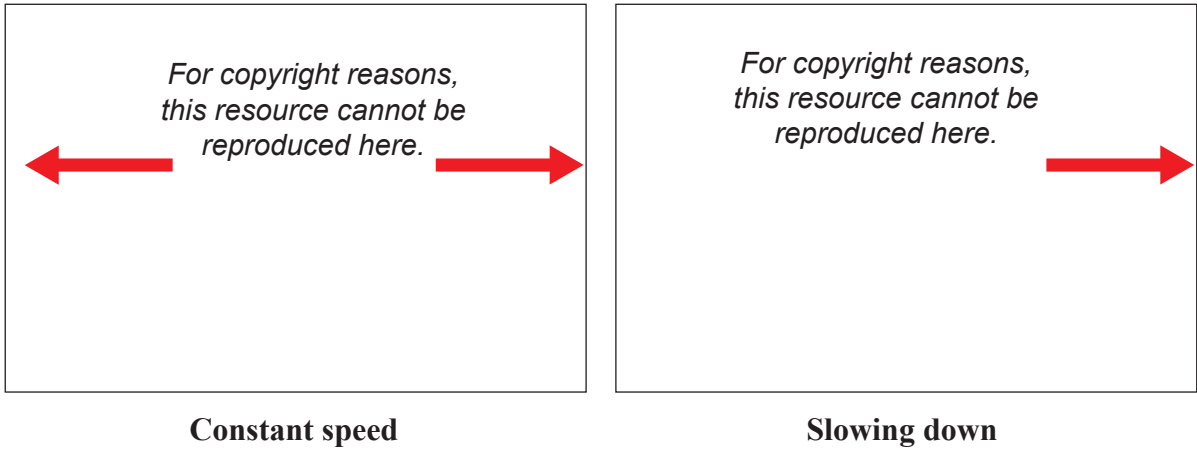 For copyright reasons,
this resource cannot be
reproduced here.
For copyright reasons,
this resource cannot be
reproduced here.
Constant speed
Slowing down